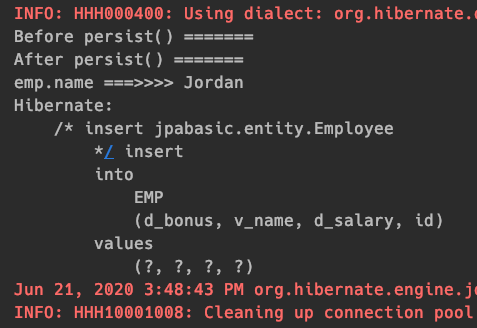 INFO: HHH000400: Using dialect: org.hibernate.
Before persist() =======
After persist() =======
emp.name ===>>>> Jordan
Hibernate:
    /* insert jpabasic.entity.Employee
        */ insert
        into
            EMP
            (d_bonus, v_name, d_salary, id)
        values
            (?, ?, ?, ?)
Jun 21, 2020 3:48:43 PM org.hibernate.engine.j
INFO: HHH10001008: Cleaning up connection pool